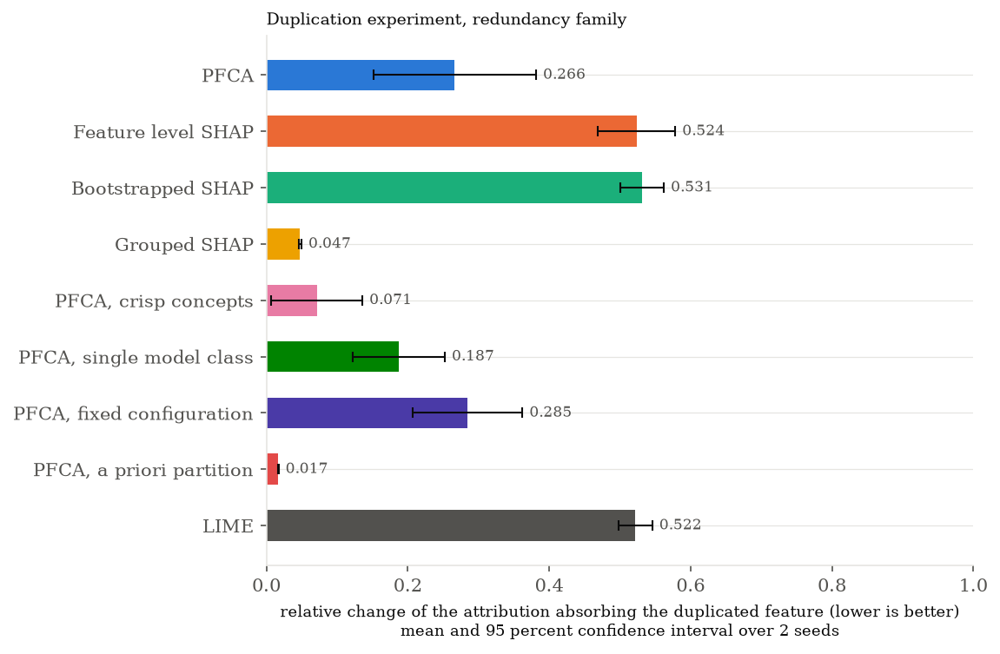 Duplication experiment, redundancy family
PFCA
0.266
Feature level SHAP
0.524
Bootstrapped SHAP
0.531
Grouped SHAP
0.047
PFCA, crisp concepts
0.071
PFCA, single model class
0.187
PFCA, fixed configuration
0.285
PFCA, a priori partition
0.017
LIME
0.522
0.0 0.2 0.4 0.6 0.8 1.0
relative change of the attribution absorbing the duplicated feature (lower is better)
mean and 95 percent confidence interval over 2 seeds